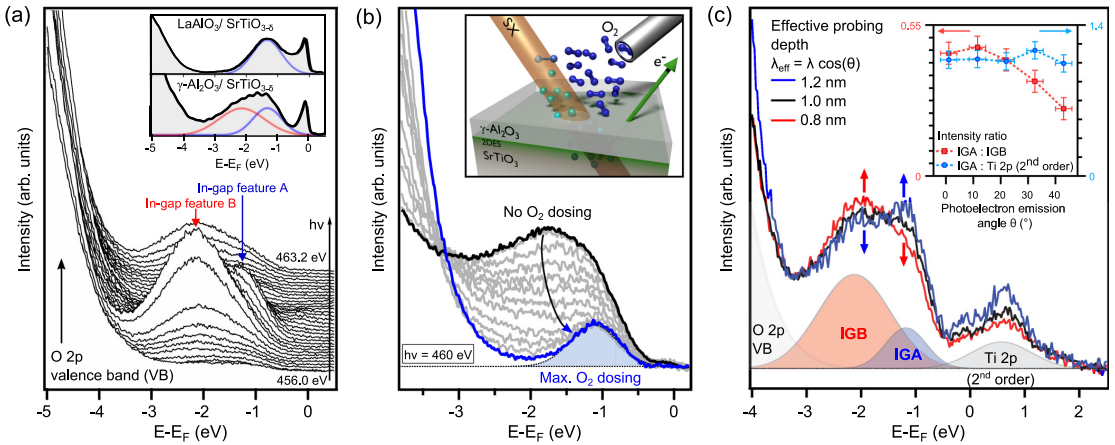 (a)
LaAlO3/ SrTiO3-δ
γ-Al2O3/ SrTiO3-δ
-4 -3 -2 -1 0
E-EF (eV)
In-gap feature A
In-gap feature B
hν
463.2 eV
456.0 eV
O 2p
valence band (VB)
Intensity (arb. units)
-5 -4 -3 -2 -1 0
E-EF (eV)
(b)
SX
O2
e-
γ-Al2O3
2DES
SrTiO3
No O2 dosing
hν = 460 eV
Max. O2 dosing
Intensity (arb. units)
-3 -2 -1 0
E-EF (eV)
(c)
Effective probing
depth
λeff = λ cos(θ)
1.2 nm
1.0 nm
0.8 nm
0.55
1.4
Intensity ratio
IGA : IGB
IGA : Ti 2p (2nd order)
0
0
0 10 20 30 40
Photoelectron emission
angle θ (°)
O 2p
VB
IGB
IGA
Ti 2p
(2nd order)
Intensity (arb. units)
-4 -3 -2 -1 0 1 2
E-EF (eV)